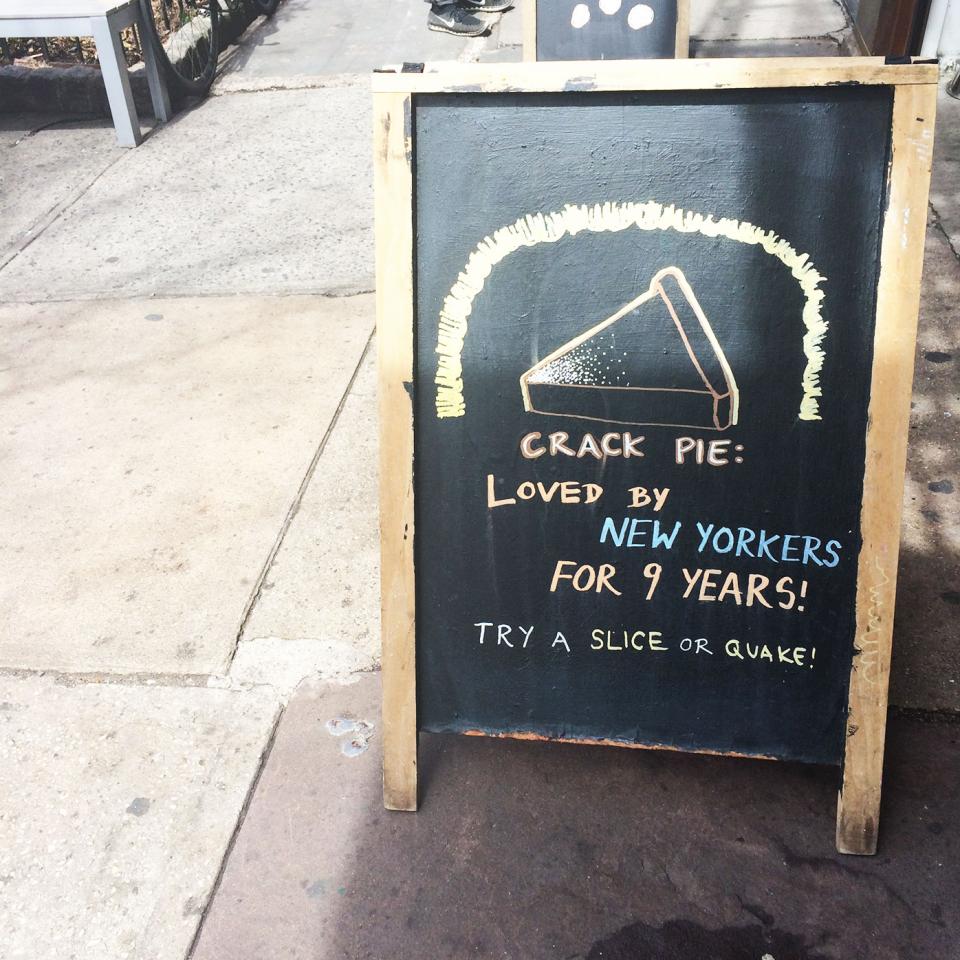 CRACK PIE:
LOVED BY
NEW YORKERS
FOR 9 YEARS!
TRY A SLICE OR QUAKE!